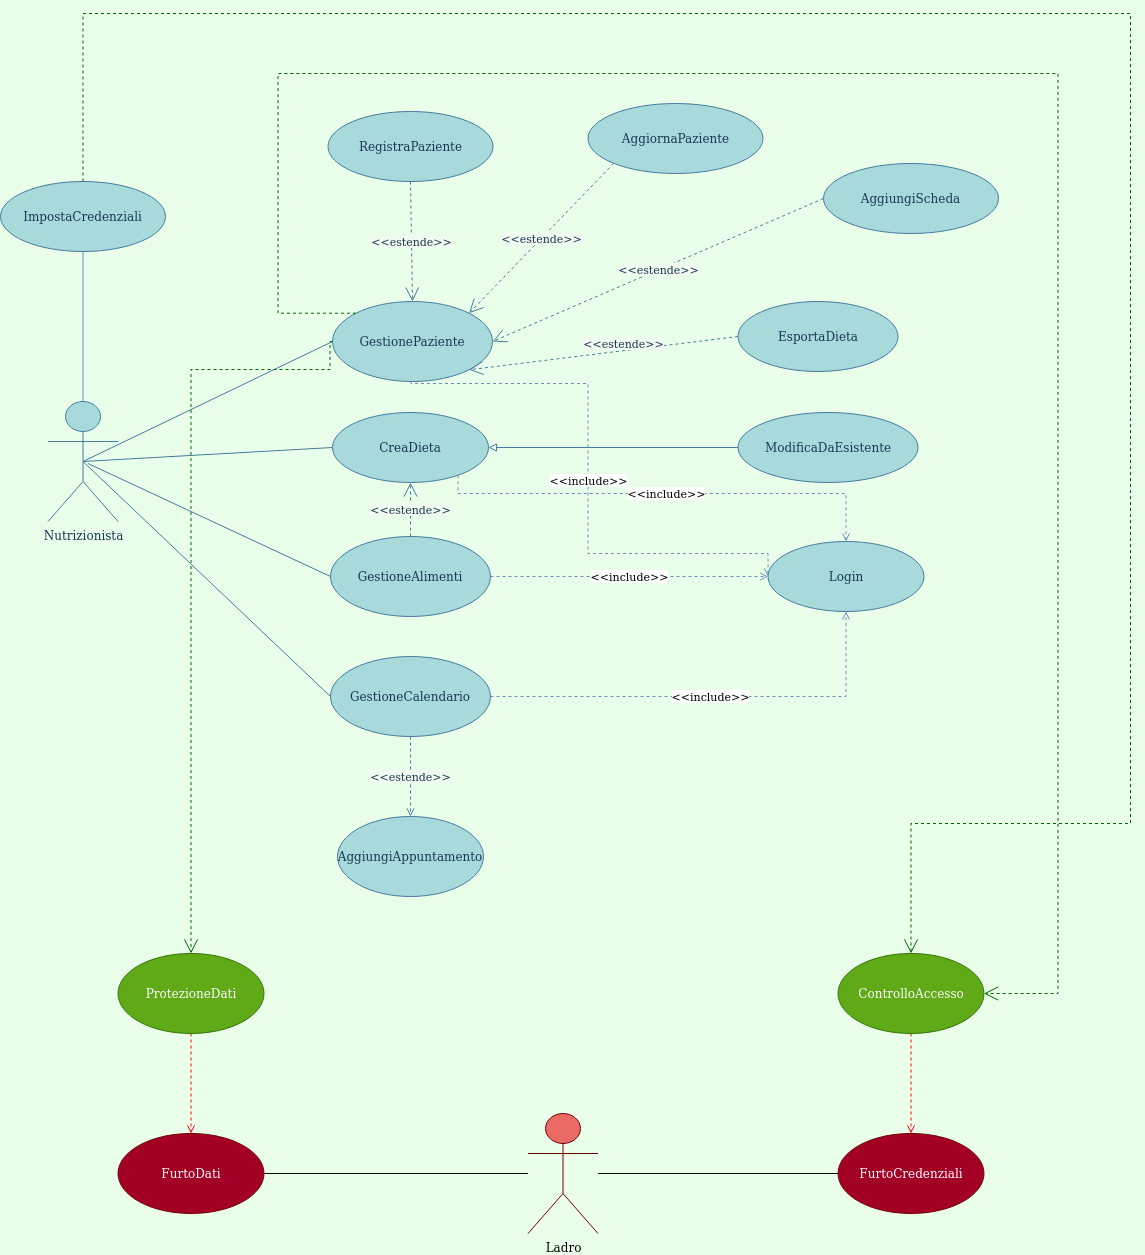 RegistraPaziente
AggiornaPaziente
AggiungiScheda
ImpostaCredenziali
<<estende>>
<<estende>>
<<estende>>
GestionePaziente
EsportaDieta
<<estende>>
CreaDieta
ModificaDaEsistente
<<include>>
<<include>>
<<estende>>
Nutrizionista
GestioneAlimenti
<<include>>
Login
GestioneCalendario
<<include>>
<<estende>>
AggiungiAppuntamento
ProtezioneDati
ControlloAccesso
FurtoDati
FurtoCredenziali
Ladro